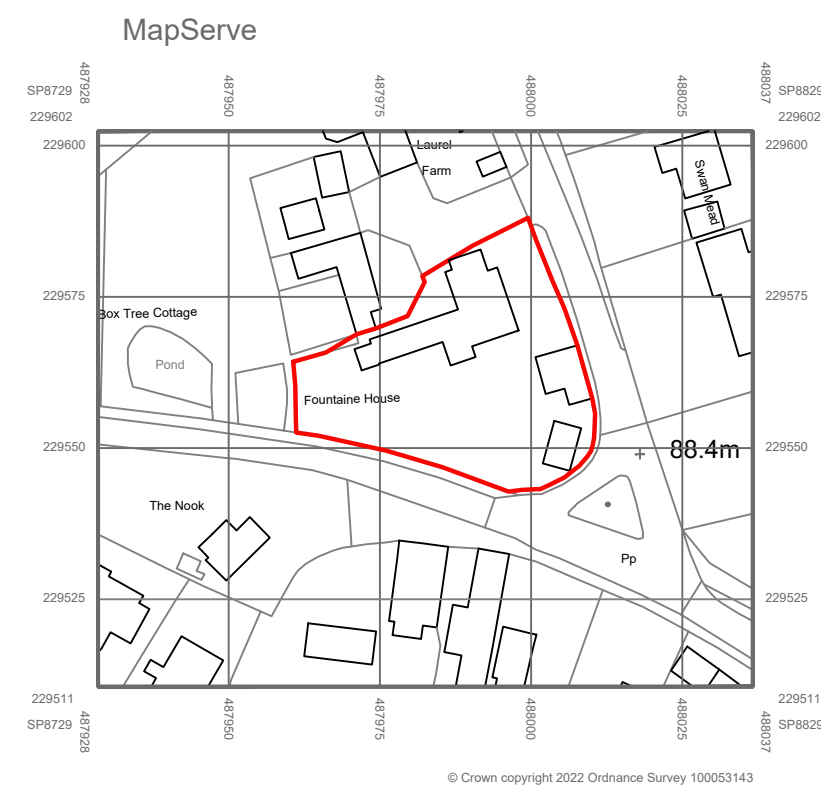 MapServe
487928
487950
487975
488000
488025
488037
SP8729
SP8829
229602
229602
229600
229600
Laurel
Farm
Swan Mead
229575
229575
Box Tree Cottage
Pond
Fountaine House
229550
229550
88.4m
The Nook
Pp
229525
229525
229511
229511
SP8729
SP8829
487928
487950
487975
488000
488025
488037
© Crown copyright 2022 Ordnance Survey 100053143